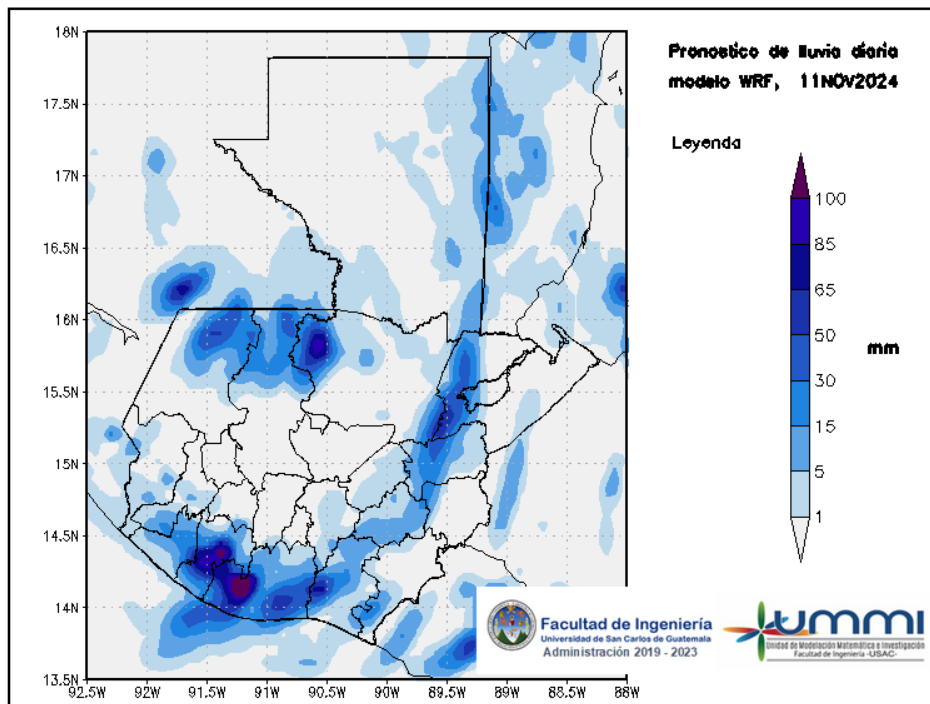 Pronostico de lluvia diaria
modelo WRF, 11NOV2024
Leyenda
100
85
65
50
30
15
5
1
mm
18N
17.5N
17N
16.5N
16N
15.5N
15N
14.5N
14N
13.5N
92.5W
92W
91.5W
91W
90.5W
90W
89.5W
89W
88.5W
88W
Facultad de Ingeniería
Universidad de San Carlos de Guatemala
Administración 2019 - 2023
UMMI
Unidad de Modelación Matemática e Investigación
Facultad de Ingeniería -USAC-